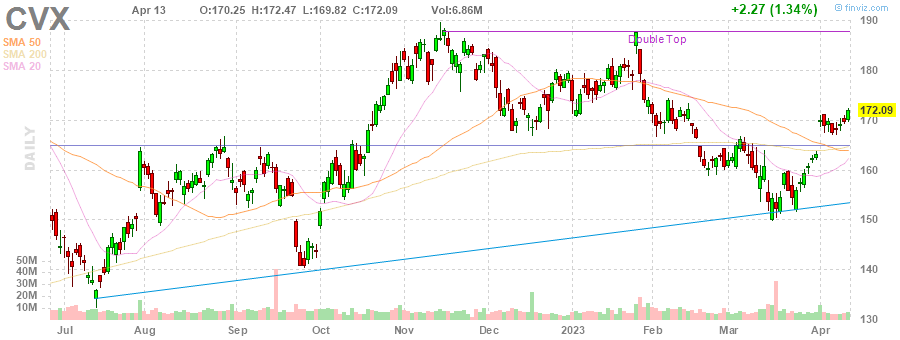 CVX Apr 13 O:170.25 H:172.47 L:169.82 C:172.09 Vol:6.86M +2.27 (1.34%) © finviz.com
SMA 50
SMA 200
SMA 20
DAILY
Double Top
190
180
172.09
170
160
150
140
130
50M
40M
30M
20M
10M
Jul Aug Sep Oct Nov Dec 2023 Feb Mar Apr